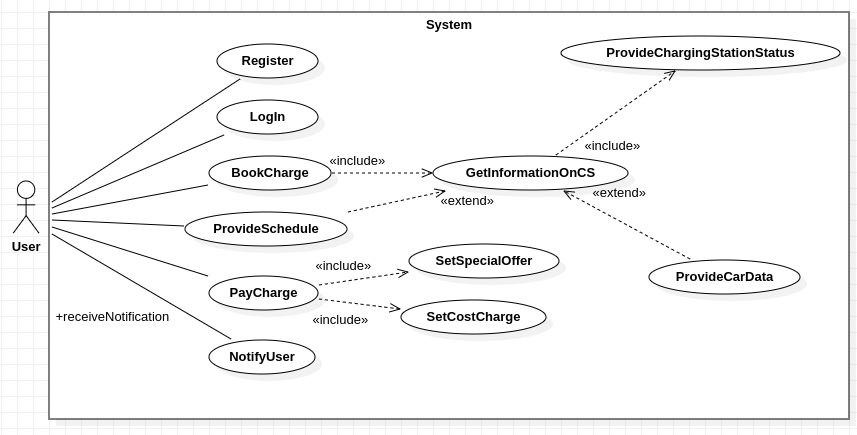 System
ProvideChargingStationStatus
Register
LogIn
«include»
«include»
BookCharge
GetInformationOnCS
«extend»
«extend»
ProvideSchedule
User
SetSpecialOffer
«include»
ProvideCarData
PayCharge
+receiveNotification
«include»
SetCostCharge
NotifyUser